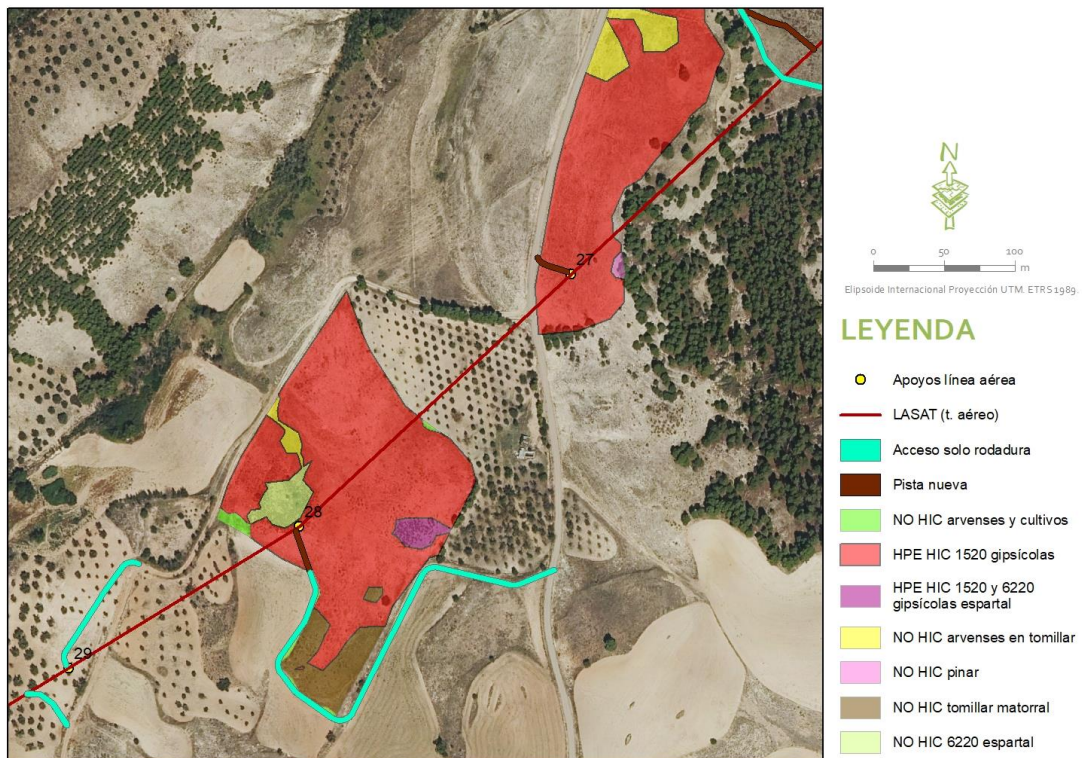 27
28
29
N
0 50 100
m
Elipsoide Internacional Proyección UTM. ETRS1989.
LEYENDA
Apoyos línea aérea
LASAT (t. aéreo)
Acceso solo rodadura
Pista nueva
NO HIC arvenses y cultivos
HPE HIC 1520 gipsícolas
HPE HIC 1520 y 6220
gipsícolas espartal
NO HIC arvenses en tomillar
NO HIC pinar
NO HIC tomillar matorral
NO HIC 6220 espartal